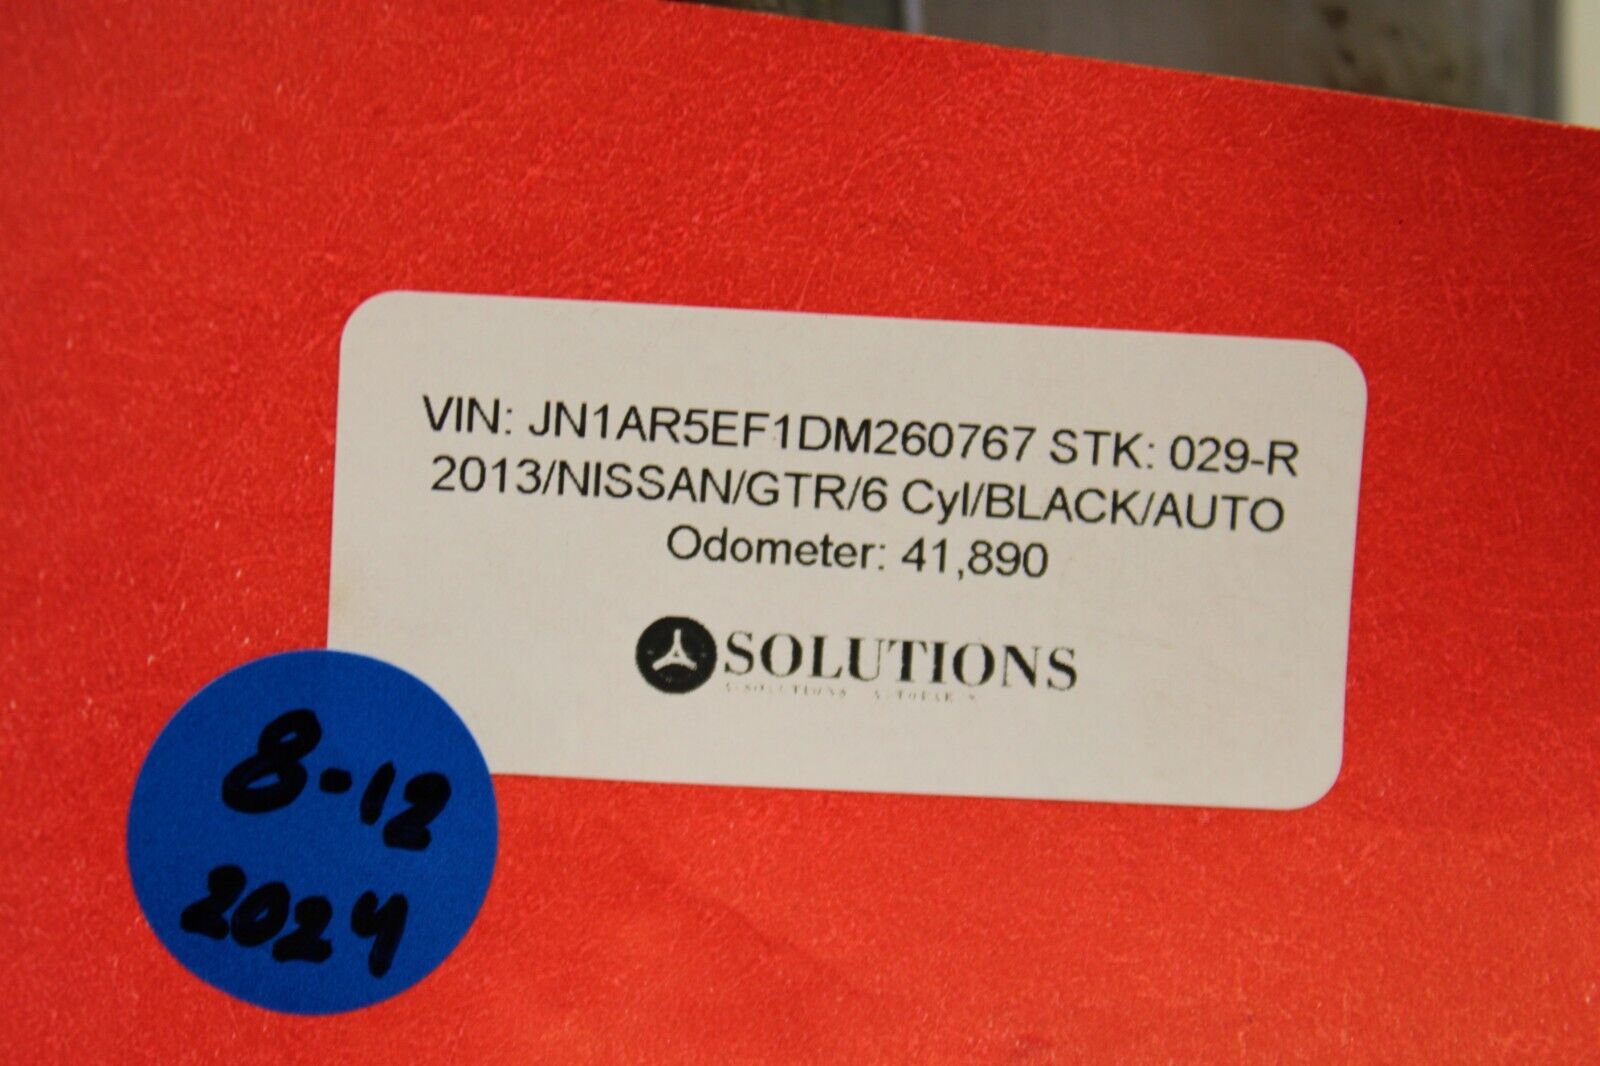 VIN: JN1AR5EF1DM260767 STK: 029-R
2013/NISSAN/GTR/6 Cyl/BLACK/AUTO
Odometer: 41,890
SOLUTIONS
8-12
2024